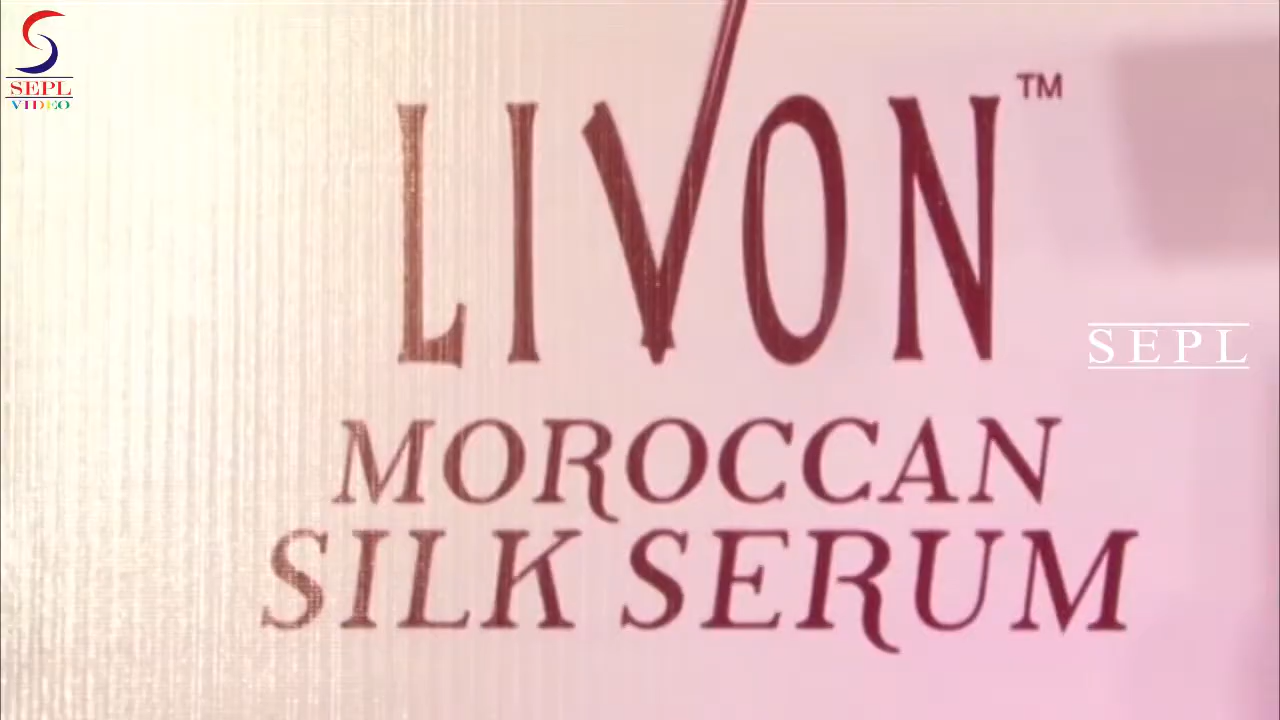 SEPL
VIDEO
LIVON™
MOROCCAN
SILK SERUM
SEPL